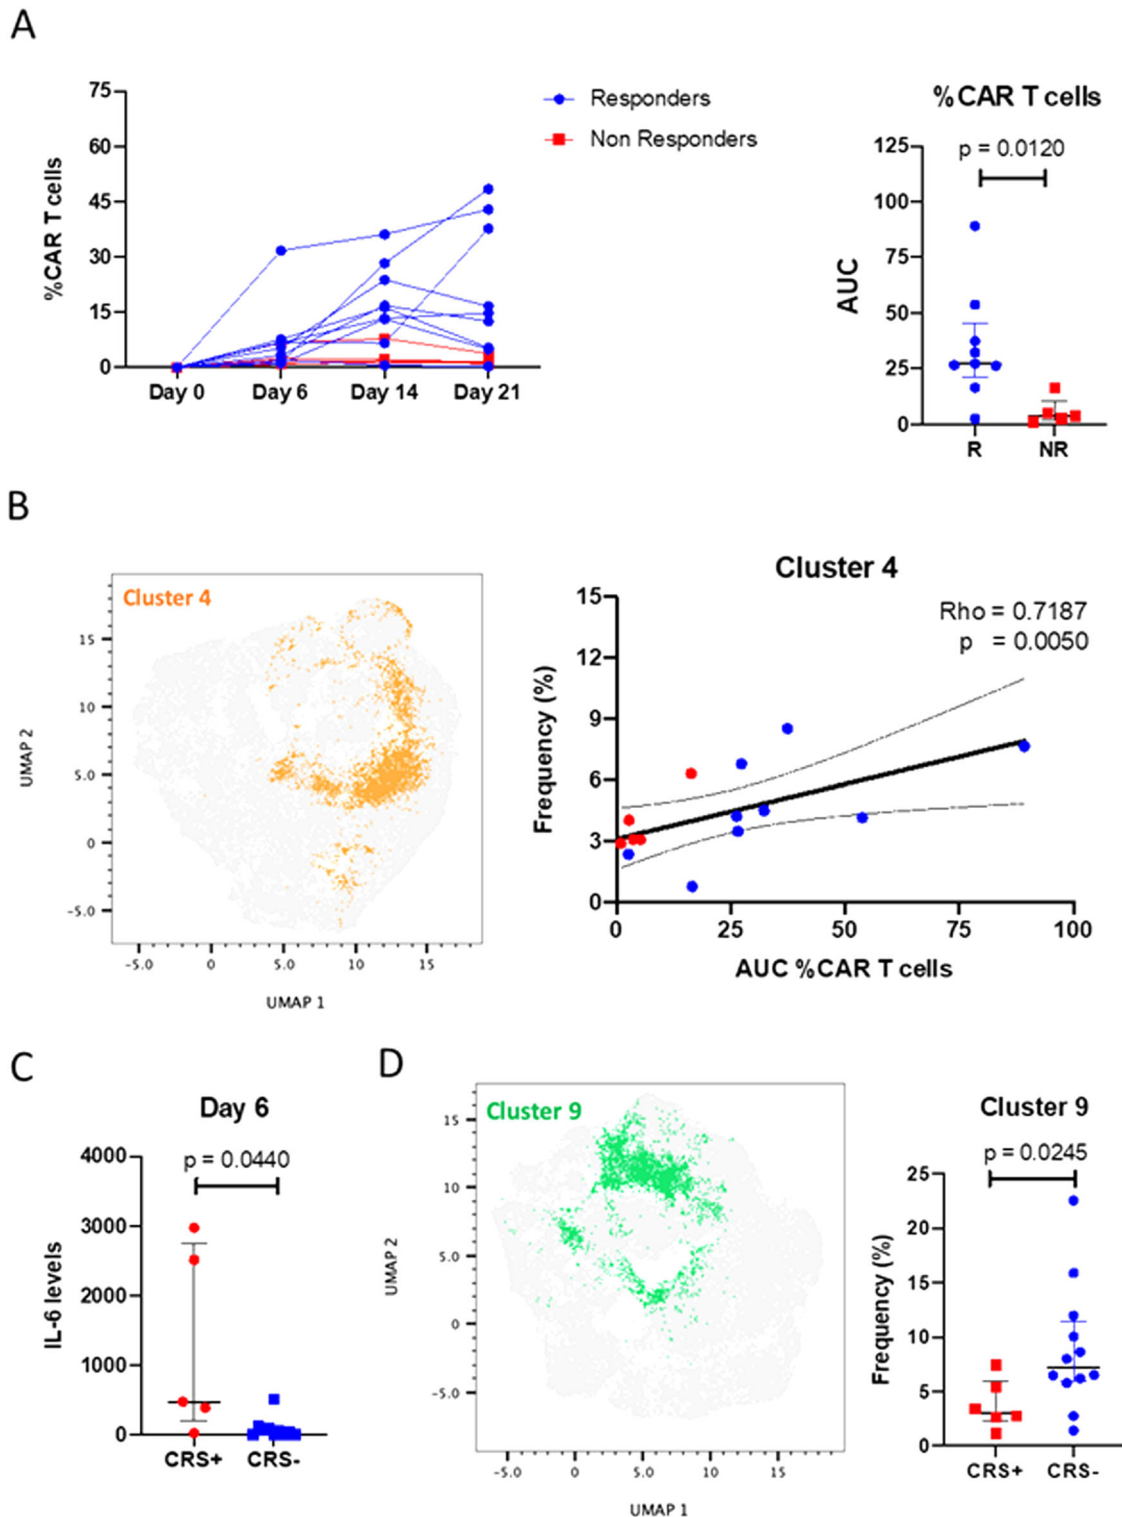 A
75
60
45
30
15
0
%CAR T cells
Day 0 Day 6 Day 14 Day 21
Responders
Non Responders
%CAR T cells
p = 0.0120
125
100
75
50
25
0
AUC
R NR
B
Cluster 4
15
10
5.0
0
-5.0
UMAP 2
-5.0 0 5.0 10 15
UMAP 1
Cluster 4
Rho = 0.7187
p = 0.0050
15
12
9
6
3
0
Frequency (%)
0 25 50 75 100
AUC %CAR T cells
C
Day 6
p = 0.0440
4000
3000
2000
1000
0
IL-6 levels
CRS+ CRS-
D
Cluster 9
15
10
5.0
0
-5.0
UMAP 2
-5.0 0 5.0 10 15
UMAP 1
Cluster 9
p = 0.0245
25
20
15
10
5
0
Frequency (%)
CRS+ CRS-